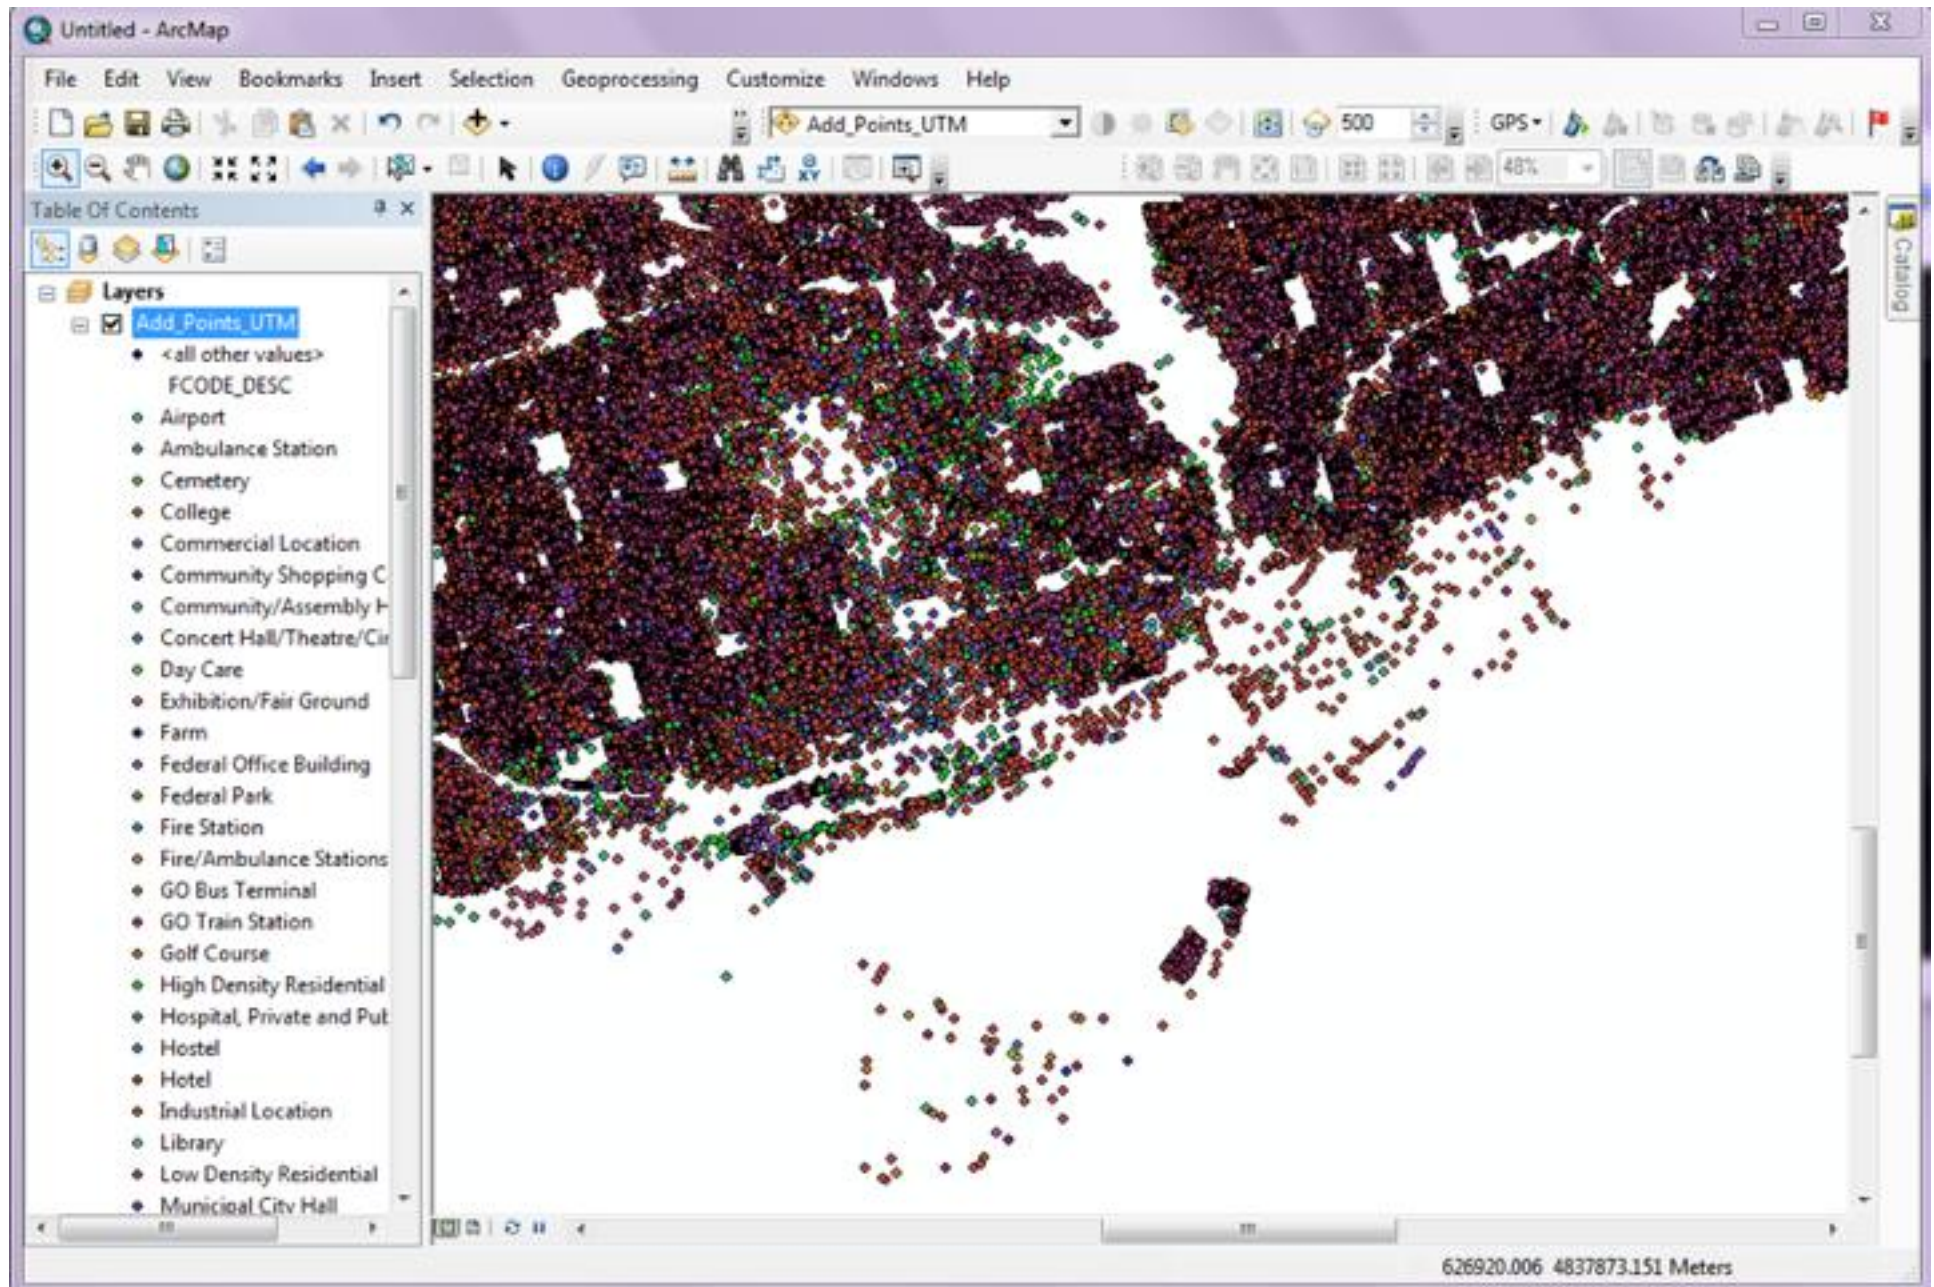 Untitled - ArcMap
File Edit View Bookmarks Insert Selection Geoprocessing Customize Windows Help
Add_Points_UTM 500 GPS
48%
Table Of Contents
Catalog
Layers
Add_Points_UTM
<all other values>
FCODE_DESC
Airport
Ambulance Station
Cemetery
College
Commercial Location
Community Shopping C
Community/Assembly H
Concert Hall/Theatre/Cir
Day Care
Exhibition/Fair Ground
Farm
Federal Office Building
Federal Park
Fire Station
Fire/Ambulance Stations
GO Bus Terminal
GO Train Station
Golf Course
High Density Residential
Hospital, Private and Pub
Hostel
Hotel
Industrial Location
Library
Low Density Residential
Municipal City Hall
626920.006 4837873.151 Meters